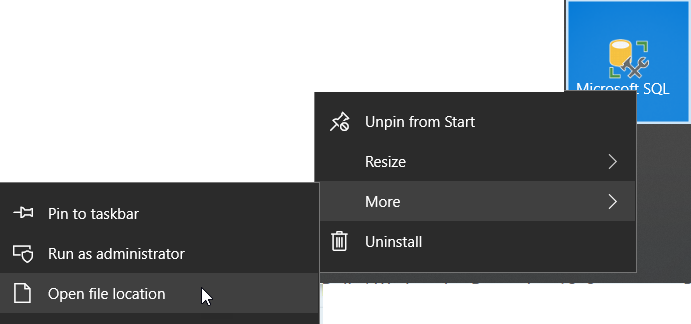 Microsoft SQL
Unpin from Start
Resize
More
Uninstall
Pin to taskbar
Run as administrator
Open file location